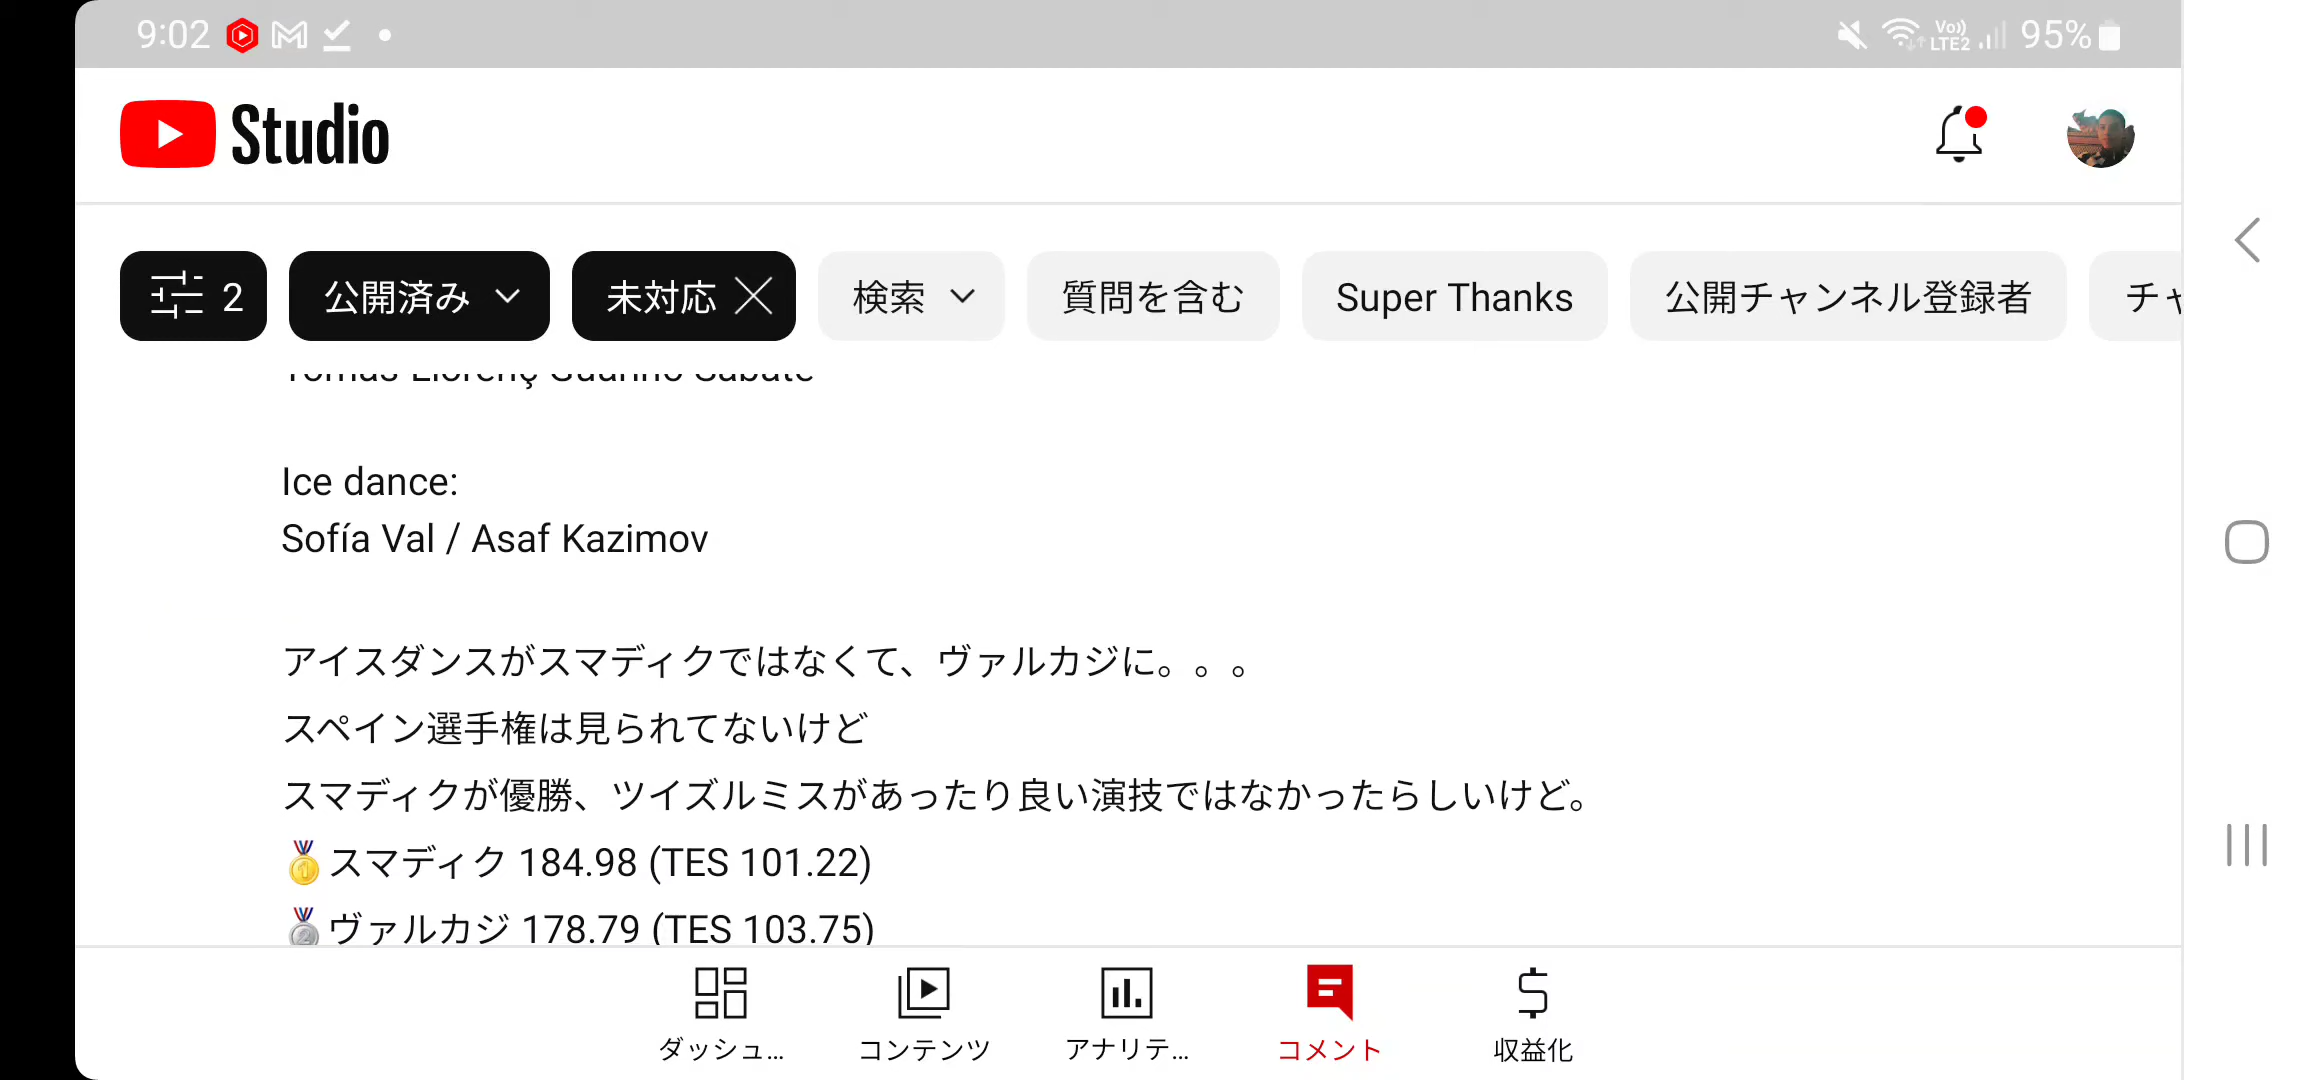 9:02
Vo)) LTE2 95%
Studio
2 公開済み 未対応 検索 質問を含む Super Thanks 公開チャンネル登録者 チャ
Ice dance:
Sofía Val / Asaf Kazimov
アイスダンスがスマディクではなくて、ヴァルカジに。。。
スペイン選手権は見られてないけど
スマディクが優勝、ツイズルミスがあったり良い演技ではなかったらしいけど。
🥇スマディク 184.98 (TES 101.22)
🥈ヴァルカジ 178.79 (TES 103.75)
ダッシュ... コンテンツ アナリテ... コメント 収益化